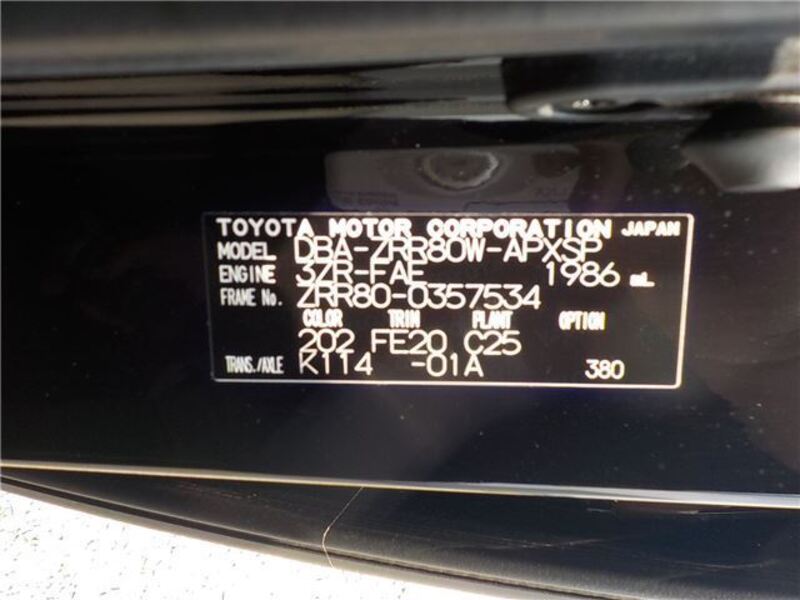 TOYOTA MOTOR CORPORATION JAPAN
MODEL DBA-ZRR80W-APXSP
ENGINE 3ZR-FAE 1986 mL
FRAME No. ZRR80-0357534
COLOR TRIN PLANT OPTION
202 FE20 C25
TRANS./AXLE K114 -01A 380